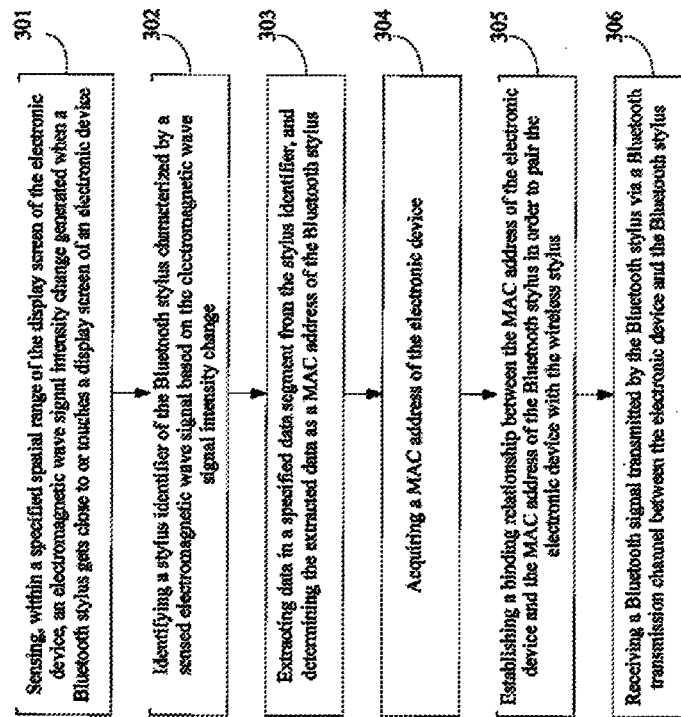 Sensing, within a specified spatial range of the display screen of the electronic
device, an electromagnetic wave signal intensity change generated when a
Bluetooth stylus gets close to or touches a display screen of an electronic device
301
Identifying a stylus identifier of the Bluetooth stylus characterized by a
sensed electromagnetic wave signal based on the electromagnetic wave
signal intensity change
302
Extracting data in a specified data segment from the stylus identifier, and
determining the extracted data as a MAC address of the Bluetooth stylus
303
Acquiring a MAC address of the electronic device
304
Establishing a binding relationship between the MAC address of the electronic
device and the MAC address of the Bluetooth stylus in order to pair the
electronic device with the wireless stylus
305
Receiving a Bluetooth signal transmitted by the Bluetooth stylus via a Bluetooth
transmission channel between the electronic device and the Bluetooth stylus
306